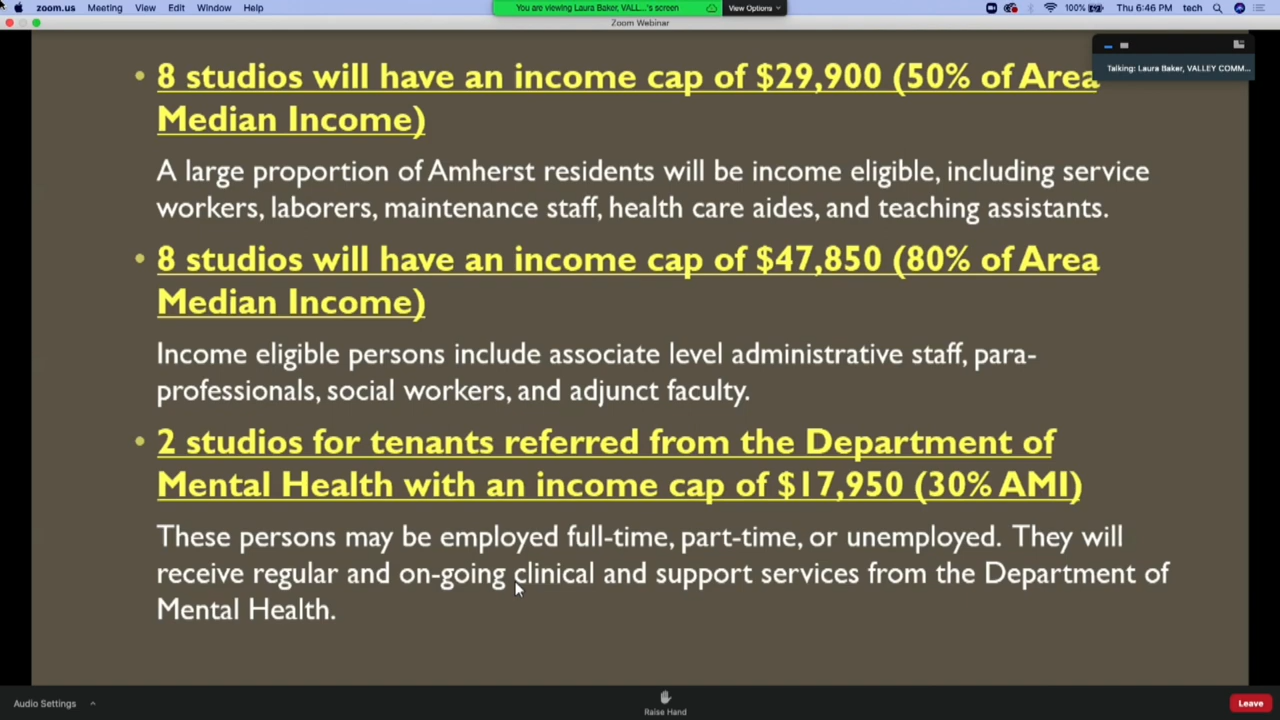 zoom.us Meeting View Edit Window Help
You are viewing Laura Baker, VALL...'s screen
View Options
100%
Thu 6:46 PM tech
Zoom Webinar
Talking: Laura Baker, VALLEY COMM...
• 8 studios will have an income cap of $29,900 (50% of Area
Median Income)
A large proportion of Amherst residents will be income eligible, including service
workers, laborers, maintenance staff, health care aides, and teaching assistants.
• 8 studios will have an income cap of $47,850 (80% of Area
Median Income)
Income eligible persons include associate level administrative staff, para-
professionals, social workers, and adjunct faculty.
• 2 studios for tenants referred from the Department of
Mental Health with an income cap of $17,950 (30% AMI)
These persons may be employed full-time, part-time, or unemployed. They will
receive regular and on-going clinical and support services from the Department of
Mental Health.
Audio Settings
Raise Hand
Leave